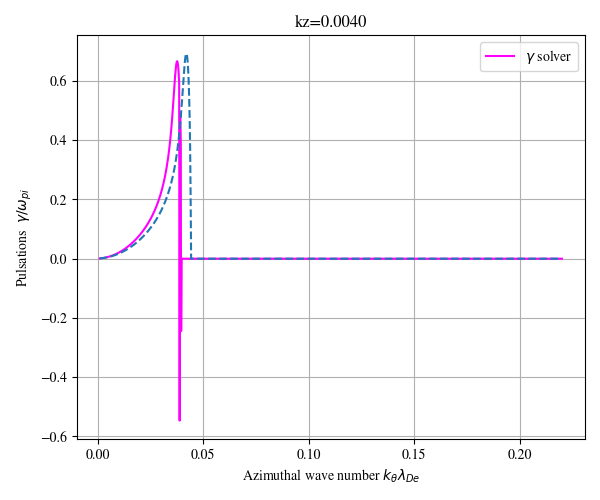 kz=0.0040
γ solver
Pulsations γ/ω_pi
0.6
0.4
0.2
0.0
−0.2
−0.4
−0.6
0.00 0.05 0.10 0.15 0.20
Azimuthal wave number k_θλ_De